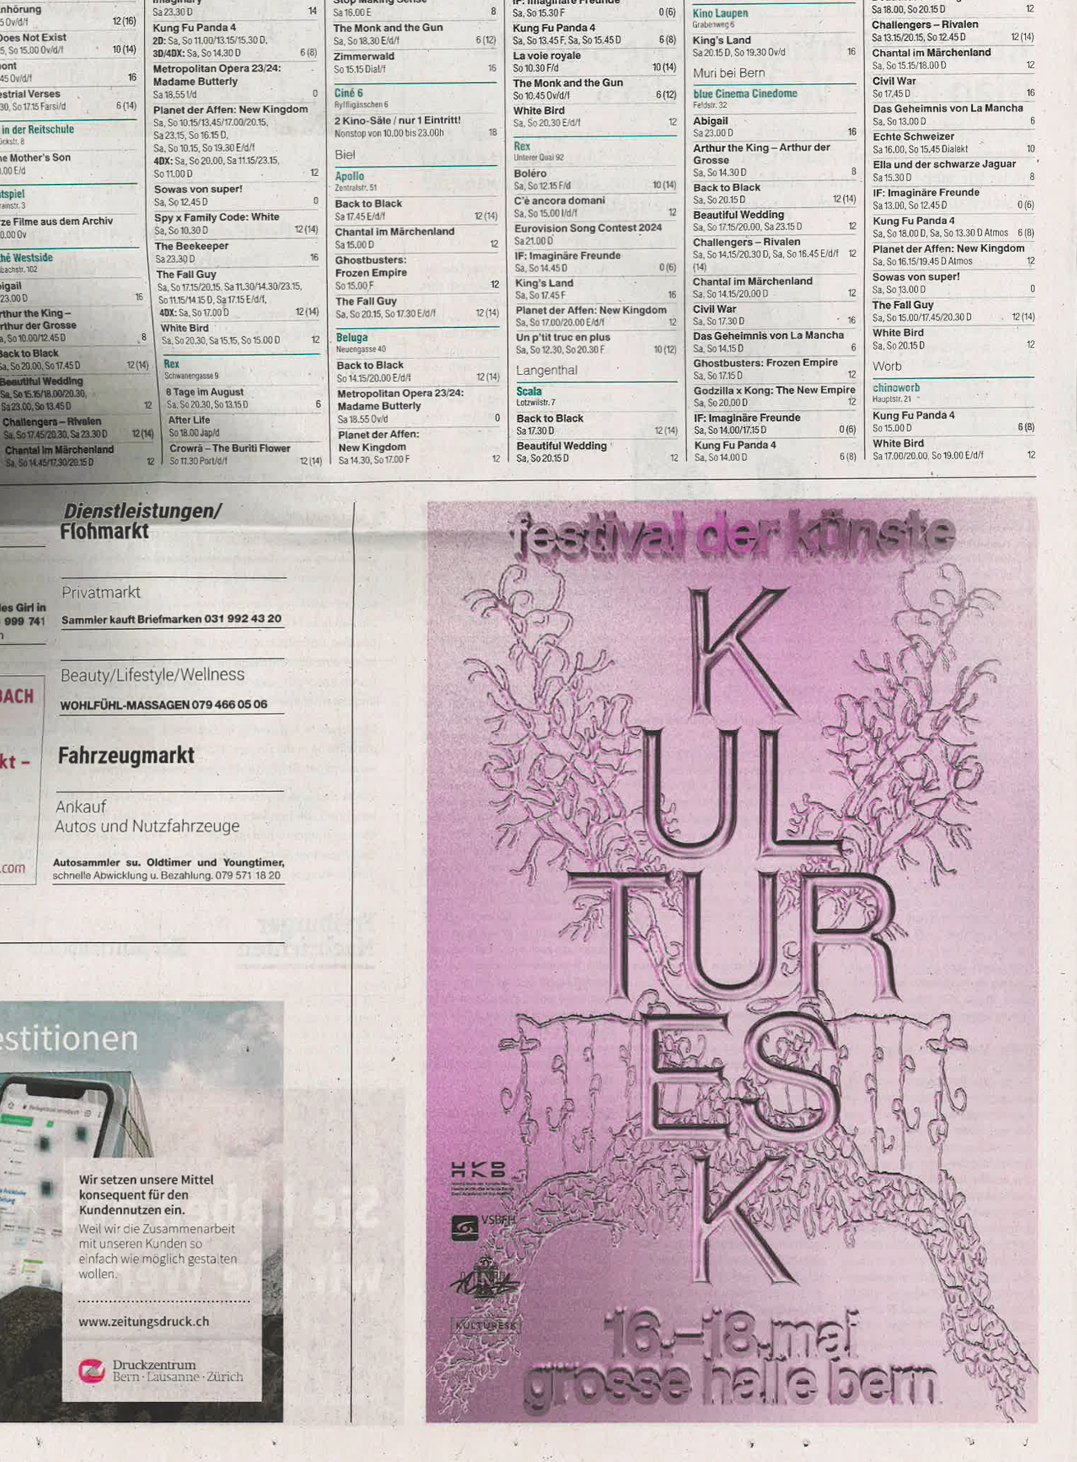 nhörung
5 Ov/d/f 12 (16)
Does Not Exist
5, So 15.00 Ov/d/f 10 (14)
ont
45 Ov/d/f 16
estrial Verses
30, So 17.15 Farsi/d 6 (14)
in der Reitschule
ckstr. 8
e Mother's Son
.00 E/d
tspiel
rainstr. 3
ze Filme aus dem Archiv
0.00 Ov
hé Westside
bachstr. 102
igail
23.00 D 16
rthur the King –
rthur der Grosse
a, So 10.00/12.45 D 8
Back to Black
Sa, So 20.00, So 17.45 D 12 (14)
Beautiful Wedding
Sa, So 15.15/18.00/20.30,
Sa 23.00, So 13.45 D 12
Challengers – Rivalen
Sa, So 17.45/20.30, Sa 23.30 D 12 (14)
Chantal im Märchenland
Sa, So 14.45/17.30/20.15 D 12
Imaginary
Sa 23.30 D 14
Kung Fu Panda 4
2D: Sa, So 11.00/13.15/15.30 D,
3D/4DX: Sa, So 14.30 D 6 (8)
Metropolitan Opera 23/24:
Madame Butterly
Sa 18.55 I/d 0
Planet der Affen: New Kingdom
Sa, So 10.15/13.45/17.00/20.15,
Sa 23.15, So 16.15 D,
Sa, So 10.15, So 19.30 E/d/f
4DX: Sa, So 20.00, Sa 11.15/23.15,
So 11.00 D 12
Sowas von super!
Sa, So 12.45 D 0
Spy x Family Code: White
Sa, So 10.30 D 12 (14)
The Beekeeper
Sa 23.30 D 16
The Fall Guy
Sa, So 17.15/20.15, Sa 11.30/14.30/23.15,
So 11.15/14.15 D, Sa 17.15 E/d/f,
4DX: Sa, So 17.00 D 12 (14)
White Bird
Sa, So 20.30, Sa 15.15, So 15.00 D 12
Rex
Schwanengasse 9
8 Tage im August
Sa, So 20.30, So 13.15 D 6
After Life
So 18.00 Jap/d
Crowrã – The Buriti Flower
So 11.30 Port/d/f 12 (14)
Stop Making Sense
Sa 16.00 E 8
The Monk and the Gun
Sa, So 18.30 E/d/f 6 (12)
Zimmerwald
So 15.15 Dial/f 16
Ciné 6
Ryffligässchen 6
2 Kino-Säle / nur 1 Eintritt!
Nonstop von 10.00 bis 23.00h 18
Biel
Apollo
Zentralstr. 51
Back to Black
Sa 17.45 E/d/f 12 (14)
Chantal im Märchenland
Sa 15.00 D 12
Ghostbusters:
Frozen Empire
So 15.00 F 12
The Fall Guy
Sa, So 20.15, So 17.30 E/d/f 12 (14)
Beluga
Neuengasse 40
Back to Black
So 14.15/20.00 E/d/f 12 (14)
Metropolitan Opera 23/24:
Madame Butterly
Sa 18.55 Ov/d 0
Planet der Affen:
New Kingdom
Sa 14.30, So 17.00 F 12
IF: Imaginäre Freunde
Sa, So 15.30 F 0 (6)
Kung Fu Panda 4
Sa, So 13.45 F, Sa, So 15.45 D 6 (8)
La voie royale
So 10.30 F/d 10 (14)
The Monk and the Gun
So 10.45 Ov/d/f 6 (12)
White Bird
Sa, So 20.30 E/d/f 12
Rex
Unterer Quai 92
Boléro
Sa, So 12.15 F/d 10 (14)
C'è ancora domani
Sa, So 15.00 I/d/f 12
Eurovision Song Contest 2024
Sa 21.00 D
IF: Imaginäre Freunde
Sa, So 14.45 D 0 (6)
King's Land
Sa, So 17.45 F 16
Planet der Affen: New Kingdom
Sa, So 17.00/20.00 E/d/f 12
Un p'tit truc en plus
Sa, So 12.30, So 20.30 F 10 (12)
Langenthal
Scala
Lotzwilstr. 7
Back to Black
Sa 17.30 D 12 (14)
Beautiful Wedding
Sa, So 20.15 D 12
Kino Laupen
Grabenweg 6
King's Land
Sa 20.15 D, So 19.30 Ov/d 16
Muri bei Bern
blue Cinema Cinedome
Feldstr. 32
Abigail
Sa 23.00 D 16
Arthur the King – Arthur der
Grosse
Sa, So 14.30 D 8
Back to Black
Sa, So 20.15 D 12 (14)
Beautiful Wedding
Sa, So 17.15/20.00, Sa 23.15 D 12
Challengers – Rivalen
Sa, So 14.15/20.30 D, Sa, So 16.45 E/d/f 12
(14)
Chantal im Märchenland
Sa, So 14.15/20.00 D 12
Civil War
Sa, So 17.30 D 16
Das Geheimnis von La Mancha
Sa, So 14.15 D 6
Ghostbusters: Frozen Empire
Sa, So 17.15 D 12
Godzilla x Kong: The New Empire
Sa, So 20.00 D 12
IF: Imaginäre Freunde
Sa, So 14.00/17.15 D 0 (6)
Kung Fu Panda 4
Sa, So 14.00 D 6 (8)
Sa 18.00, So 20.15 D 12
Challengers – Rivalen
Sa 13.15/20.15, So 12.45 D 12 (14)
Chantal im Märchenland
Sa, So 15.15/18.00 D 12
Civil War
So 17.45 D 16
Das Geheimnis von La Mancha
Sa, So 13.00 D 6
Echte Schweizer
Sa 16.00, So 15.45 Dialekt 10
Ella und der schwarze Jaguar
Sa 15.30 D 8
IF: Imaginäre Freunde
Sa 13.00, So 12.45 D 0 (6)
Kung Fu Panda 4
Sa, So 18.00 D, Sa, So 13.30 D Atmos 6 (8)
Planet der Affen: New Kingdom
Sa, So 16.15/19.45 D Atmos 12
Sowas von super!
Sa, So 13.00 D 0
The Fall Guy
Sa, So 15.00/17.45/20.30 D 12 (14)
White Bird
Sa, So 20.15 D 12
Worb
chinoworb
Hauptstr. 21
Kung Fu Panda 4
So 15.00 D 6 (8)
White Bird
Sa 17.00/20.00, So 19.00 E/d/f 12
les Girl in
999 741
BACH
kt –
.com
Dienstleistungen/
Flohmarkt
Privatmarkt
Sammler kauft Briefmarken 031 992 43 20
Beauty/Lifestyle/Wellness
WOHLFÜHL-MASSAGEN 079 466 05 06
Fahrzeugmarkt
Ankauf
Autos und Nutzfahrzeuge
Autosammler su. Oldtimer und Youngtimer,
schnelle Abwicklung u. Bezahlung. 079 571 18 20
estitionen
Wir setzen unsere Mittel
konsequent für den
Kundennutzen ein.
Weil wir die Zusammenarbeit
mit unseren Kunden so
einfach wie möglich gestalten
wollen.
www.zeitungsdruck.ch
Druckzentrum
Bern · Lausanne · Zürich
festival der künste
K
UL
TUR
ES
K
HKB
VSBFH
KULTURESK
16.–18. mai
grosse halle bern